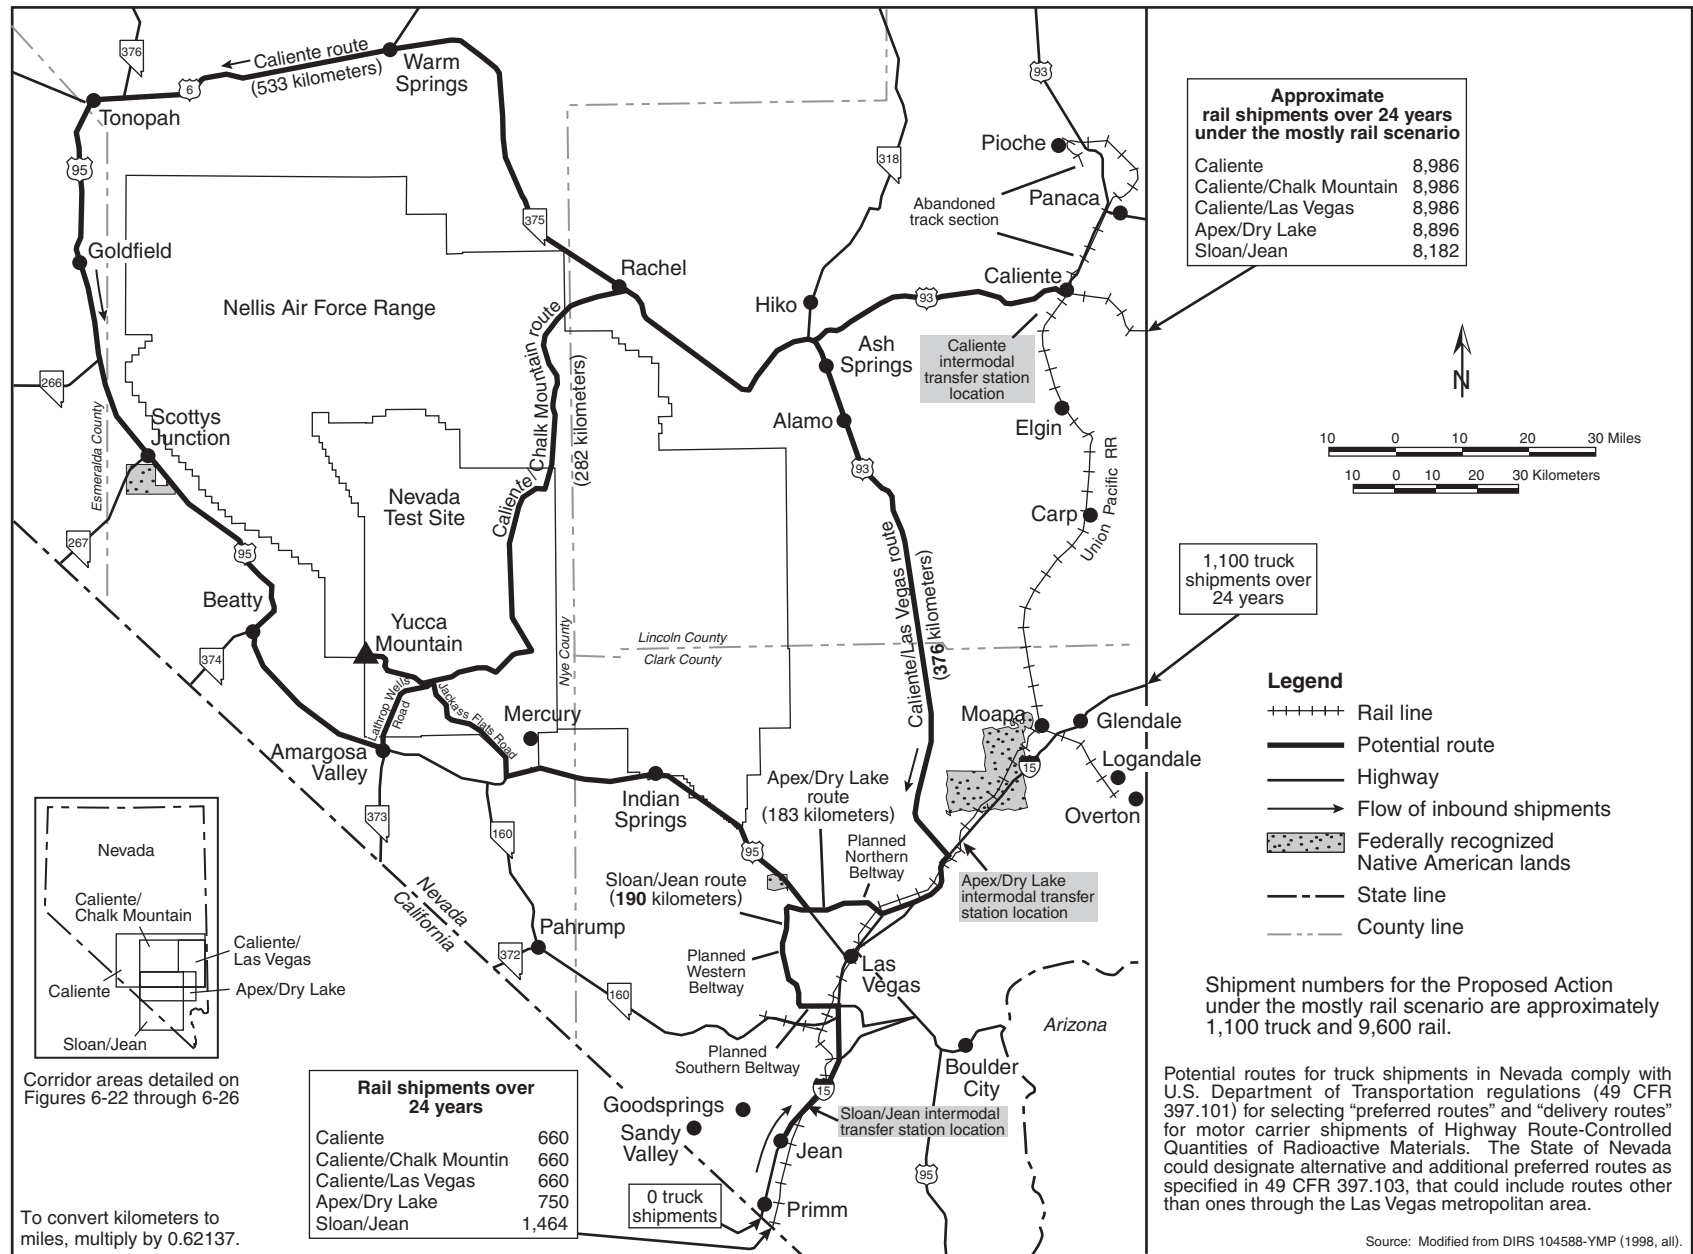 376
Caliente route
(533 kilometers)
Warm
Springs
6
Tonopah
95
93
Approximate
rail shipments over 24 years
under the mostly rail scenario
Caliente 8,986
Caliente/Chalk Mountain 8,986
Caliente/Las Vegas 8,986
Apex/Dry Lake 8,896
Sloan/Jean 8,182
Pioche
318
Panaca
Abandoned
track section
375
Goldfield
Rachel
Caliente
Nellis Air Force Range
Hiko
93
Ash
Springs
Caliente
intermodal
transfer station
location
N
266
Caliente/Chalk Mountain route
(282 kilometers)
Esmeralda County
Scottys
Junction
Alamo
Elgin
10 0 10 20 30 Miles
10 0 10 20 30 Kilometers
93
Nevada
Test Site
Carp
Union Pacific RR
267
95
1,100 truck
shipments over
24 years
Caliente/Las Vegas route
(376 kilometers)
Beatty
Yucca
Mountain
374
Nye County
Lincoln County
Clark County
Lathrop Wells
Road
Jackass Flats Road
Mercury
Moapa
Glendale
Legend
Rail line
Potential route
Highway
Flow of inbound shipments
Federally recognized
Native American lands
State line
County line
Amargosa
Valley
15
Logandale
Overton
Indian
Springs
Apex/Dry Lake
route
(183 kilometers)
373
160
95
Planned
Northern
Beltway
Sloan/Jean route
(190 kilometers)
Apex/Dry Lake
intermodal transfer
station location
Nevada
California
Pahrump
372
160
Planned
Western
Beltway
Las
Vegas
Arizona
Planned
Southern Beltway
Boulder
City
15
Sloan/Jean intermodal
transfer station location
Goodsprings
Sandy
Valley
Jean
95
0 truck
shipments
Primm
Nevada
Caliente/
Chalk Mountain
Caliente/
Las Vegas
Caliente
Apex/Dry Lake
Sloan/Jean
Corridor areas detailed on
Figures 6-22 through 6-26
Rail shipments over
24 years
Caliente 660
Caliente/Chalk Mountin 660
Caliente/Las Vegas 660
Apex/Dry Lake 750
Sloan/Jean 1,464
To convert kilometers to
miles, multiply by 0.62137.
Shipment numbers for the Proposed Action
under the mostly rail scenario are approximately
1,100 truck and 9,600 rail.
Potential routes for truck shipments in Nevada comply with
U.S. Department of Transportation regulations (49 CFR
397.101) for selecting “preferred routes” and “delivery routes”
for motor carrier shipments of Highway Route-Controlled
Quantities of Radioactive Materials. The State of Nevada
could designate alternative and additional preferred routes as
specified in 49 CFR 397.103, that could include routes other
than ones through the Las Vegas metropolitan area.
Source: Modified from DIRS 104588-YMP (1998, all).